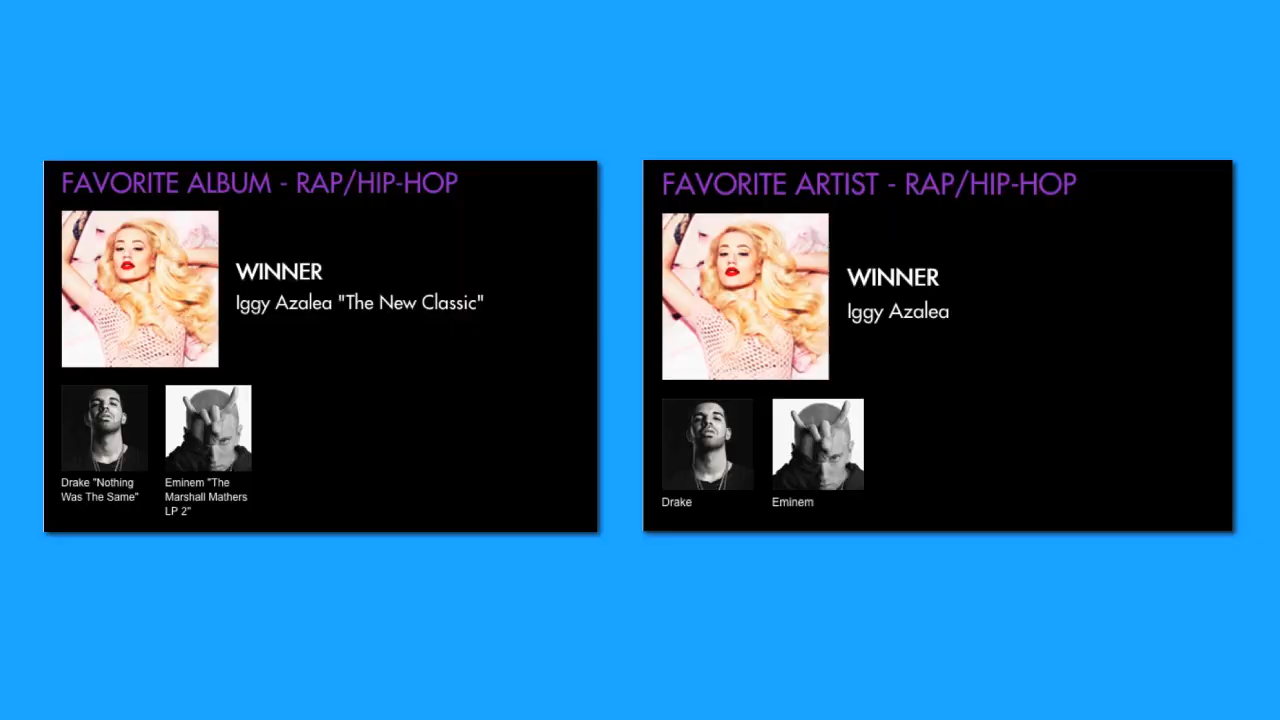 FAVORITE ALBUM - RAP/HIP-HOP
WINNER
Iggy Azalea "The New Classic"
Drake "Nothing
Was The Same"
Eminem "The
Marshall Mathers
LP 2"
FAVORITE ARTIST - RAP/HIP-HOP
WINNER
Iggy Azalea
Drake
Eminem